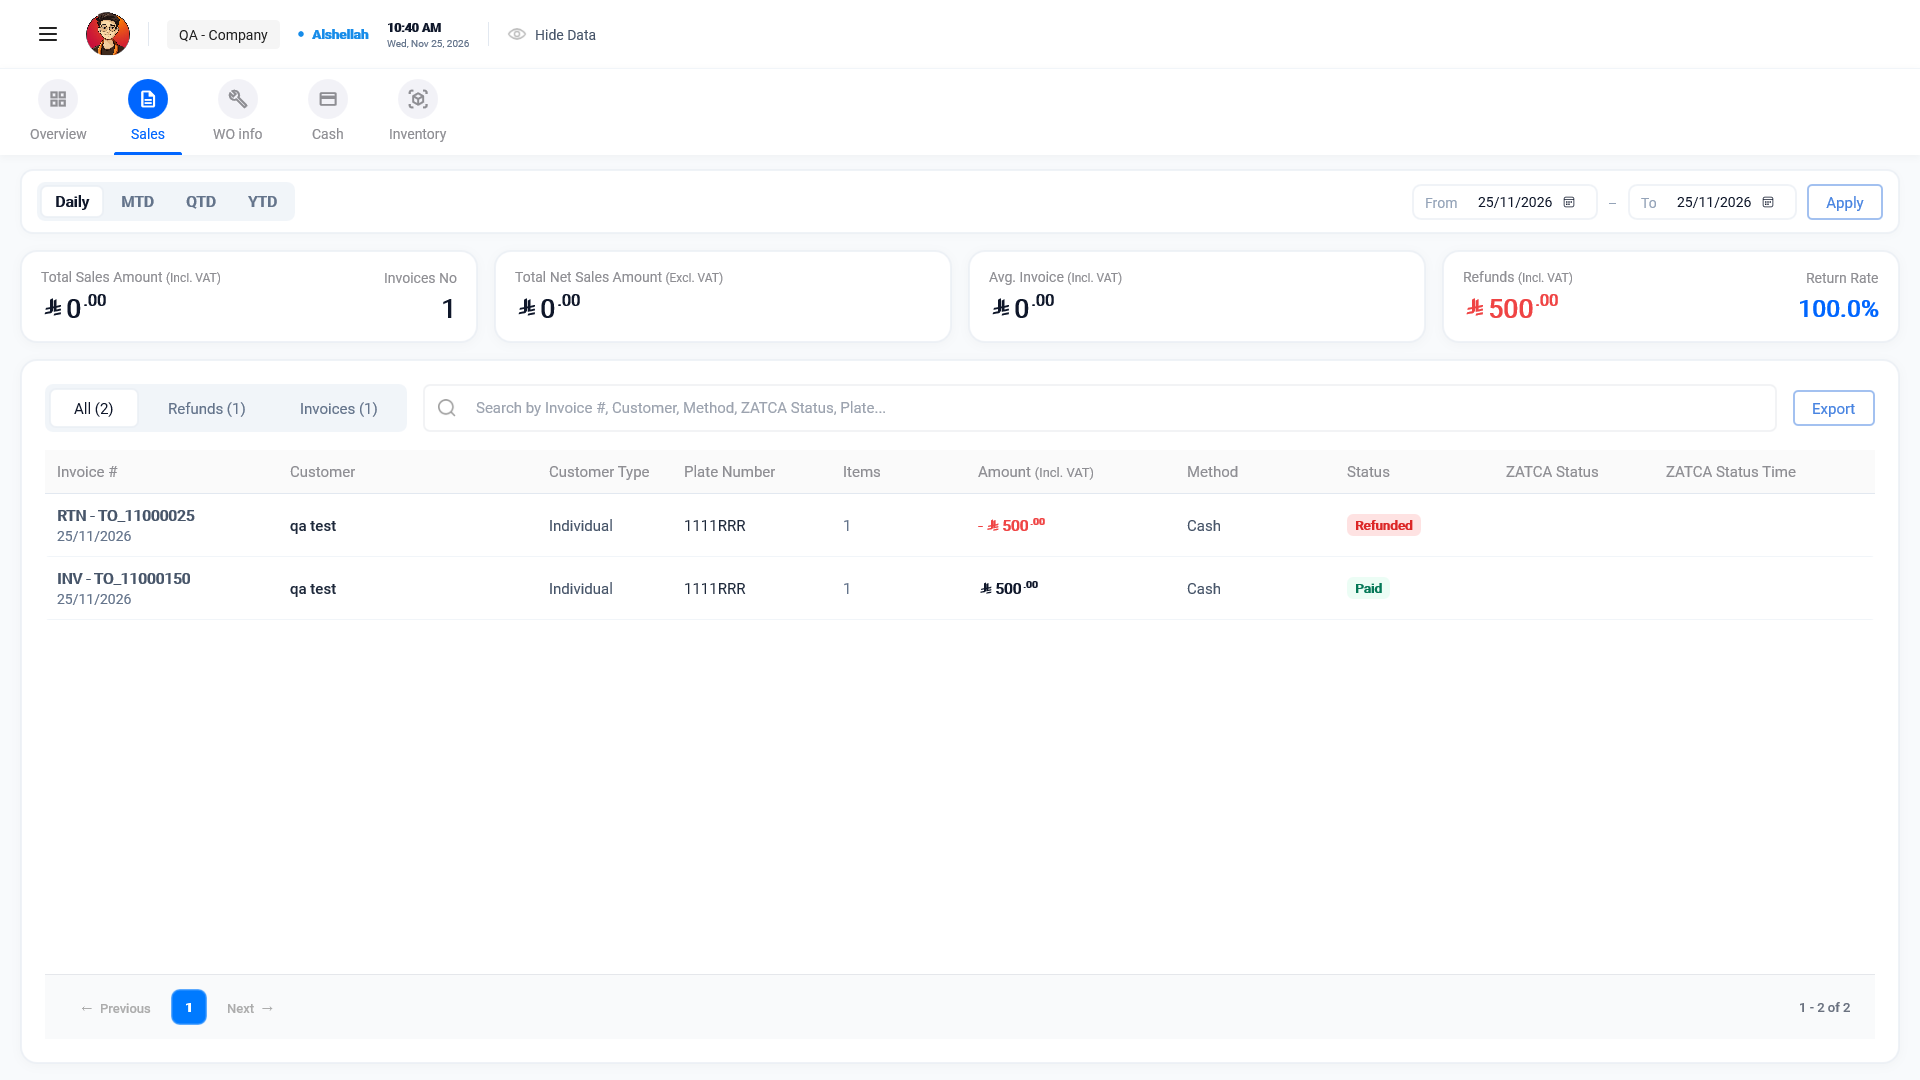 QA - Company
• Alshellah
10:40 AM
Wed, Nov 25, 2026
Hide Data
Overview
Sales
WO info
Cash
Inventory
Daily MTD QTD YTD
From 25/11/2026 – To 25/11/2026 Apply
Total Sales Amount (Incl. VAT) Invoices No
0.00 1
Total Net Sales Amount (Excl. VAT)
0.00
Avg. Invoice (Incl. VAT)
0.00
Refunds (Incl. VAT) Return Rate
500.00 100.0%
All (2) Refunds (1) Invoices (1) Search by Invoice #, Customer, Method, ZATCA Status, Plate... Export
Invoice # Customer Customer Type Plate Number Items Amount (Incl. VAT) Method Status ZATCA Status ZATCA Status Time
RTN - TO_11000025
25/11/2026
qa test Individual 1111RRR 1 - 500.00 Cash Refunded
INV - TO_11000150
25/11/2026
qa test Individual 1111RRR 1 500.00 Cash Paid
← Previous 1 Next → 1 - 2 of 2